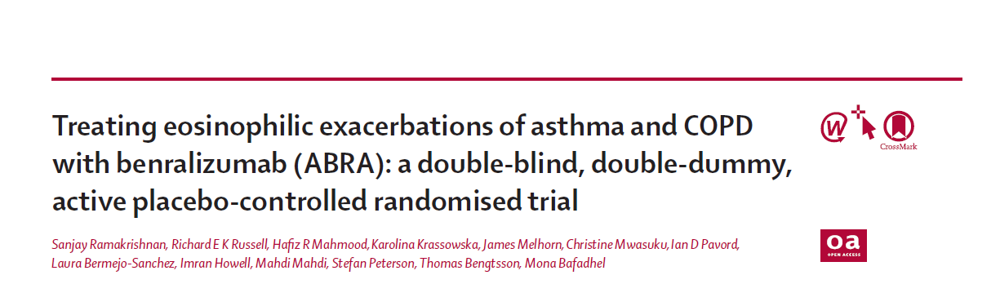 Treating eosinophilic exacerbations of asthma and COPD
with benralizumab (ABRA): a double-blind, double-dummy,
active placebo-controlled randomised trial
W
CrossMark
Sanjay Ramakrishnan, Richard E K Russell, Hafiz R Mahmood, Karolina Krassowska, James Melhorn, Christine Mwasuku, Ian D Pavord,
Laura Bermejo-Sanchez, Imran Howell, Mahdi Mahdi, Stefan Peterson, Thomas Bengtsson, Mona Bafadhel
oa
OPEN ACCESS